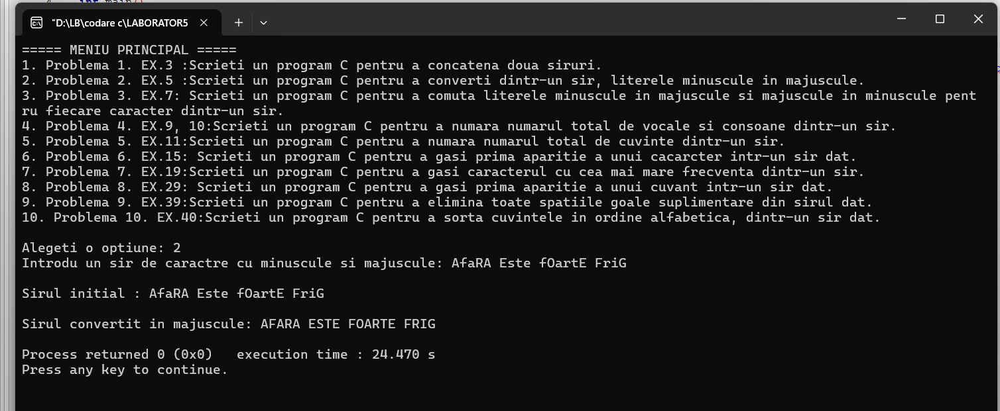 int main()
"D:\LB\codare c\LABORATOR5
===== MENIU PRINCIPAL =====
1. Problema 1. EX.3 :Scrieti un program C pentru a concatena doua siruri.
2. Problema 2. EX.5 :Scrieti un program C pentru a converti dintr-un sir, literele minuscule in majuscule.
3. Problema 3. EX.7: Scrieti un program C pentru a comuta literele minuscule in majuscule si majuscule in minuscule pent
ru fiecare caracter dintr-un sir.
4. Problema 4. EX.9, 10:Scrieti un program C pentru a numara numarul total de vocale si consoane dintr-un sir.
5. Problema 5. EX.11:Scrieti un program C pentru a numara numarul total de cuvinte dintr-un sir.
6. Problema 6. EX.15: Scrieti un program C pentru a gasi prima aparitie a unui cacarcter intr-un sir dat.
7. Problema 7. EX.19:Scrieti un program C pentru a gasi caracterul cu cea mai mare frecventa dintr-un sir.
8. Problema 8. EX.29: Scrieti un program C pentru a gasi prima aparitie a unui cuvant intr-un sir dat.
9. Problema 9. EX.39:Scrieti un program C pentru a elimina toate spatiile goale suplimentare din sirul dat.
10. Problema 10. EX.40:Scrieti un program C pentru a sorta cuvintele in ordine alfabetica, dintr-un sir dat.
Alegeti o optiune: 2
Introdu un sir de caractre cu minuscule si majuscule: AfaRA Este fOartE FriG
Sirul initial : AfaRA Este fOartE FriG
Sirul convertit in majuscule: AFARA ESTE FOARTE FRIG
Process returned 0 (0x0)   execution time : 24.470 s
Press any key to continue.